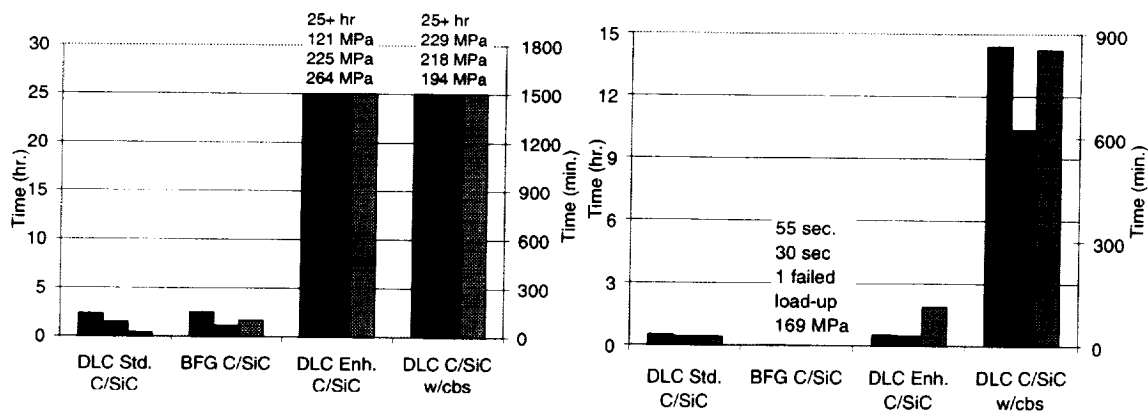 25+ hr
121 MPa
225 MPa
264 MPa
25+ hr
229 MPa
218 MPa
194 MPa
30
25
20
15
10
5
0
Time (hr.)
1800
1500
1200
900
600
300
0
Time (min.)
DLC Std.
C/SiC
BFG C/SiC
DLC Enh.
C/SiC
DLC C/SiC
w/cbs
15
12
9
6
3
0
Time (hr.)
55 sec.
30 sec
1 failed
load-up
169 MPa
900
600
300
0
Time (min.)
DLC Std.
C/SiC
BFG C/SiC
DLC Enh.
C/SiC
DLC C/SiC
w/cbs